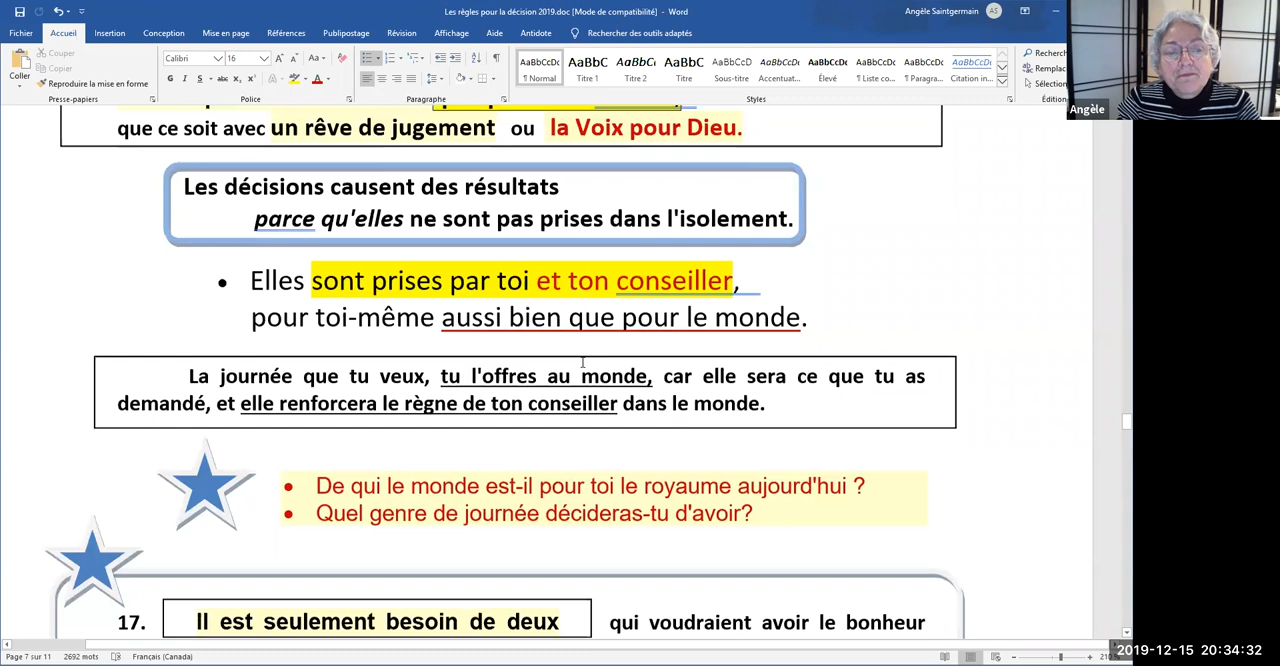 Les règles pour la décision 2019.doc [Mode de compatibilité] - Word
Angèle Saintgermain AS
Fichier Accueil Insertion Conception Mise en page Références Publipostage Révision Affichage Aide Antidote Rechercher des outils adaptés
Coller
Couper
Copier
Reproduire la mise en forme
Presse-papiers
Calibri 16
G I S abc X₂ X²
Police
Paragraphe
AaBbCcDc AaBbC AaBbCc AaBbC AaBbCcD AaBbCcDc AaBbCcDc AaBbCcDc AaBbCcDc AaBbCcDc
¶ Normal Titre 1 Titre 2 Titre Sous-titre Accentuat... Élevé ¶ Liste co... ¶ Paragra... Citation in...
Styles
Recherch
Remplac
Sélection
Édition
Angèle
que ce soit avec un rêve de jugement ou la Voix pour Dieu.
Les décisions causent des résultats
parce qu'elles ne sont pas prises dans l'isolement.
• Elles sont prises par toi et ton conseiller,
pour toi-même aussi bien que pour le monde.
La journée que tu veux, tu l'offres au monde, car elle sera ce que tu as
demandé, et elle renforcera le règne de ton conseiller dans le monde.
• De qui le monde est-il pour toi le royaume aujourd'hui ?
• Quel genre de journée décideras-tu d'avoir?
17. Il est seulement besoin de deux qui voudraient avoir le bonheur
Page 7 sur 11 2692 mots Français (Canada)
2019-12-15 20:34:32